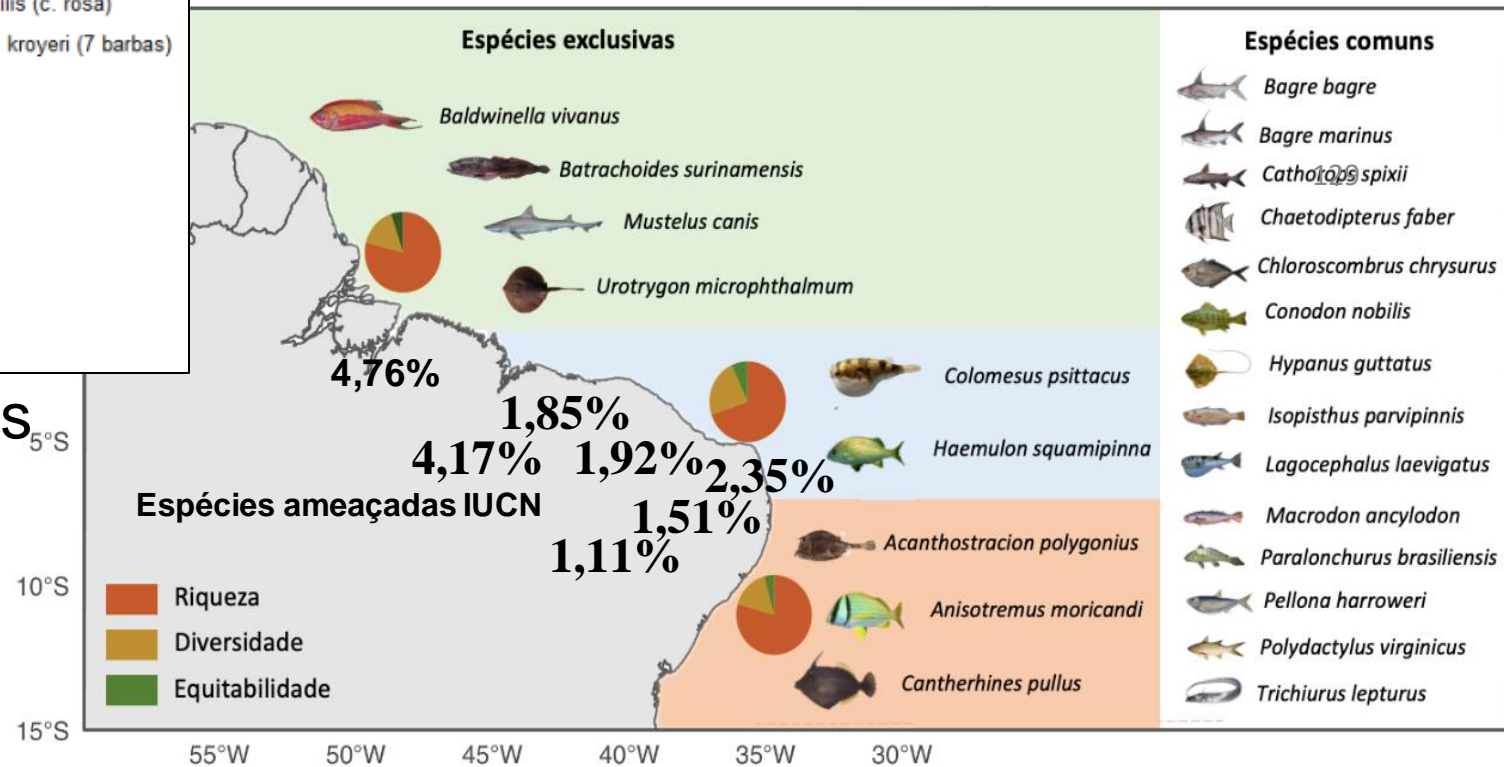 (c. rosa)
kroyeri (7 barbas)
s
Espécies exclusivas
Baldwinella vivanus
Batrachoides surinamensis
Mustelus canis
Urotrygon microphthalmum
Colomesus psittacus
Haemulon squamipinna
Acanthostracion polygonius
Anisotremus moricandi
Cantherhines pullus
4,76%
1,85%
4,17% 1,92% 2,35%
Espécies ameaçadas IUCN
1,51%
1,11%
Riqueza
Diversidade
Equitabilidade
5°S
10°S
15°S
55°W 50°W 45°W 40°W 35°W 30°W
Espécies comuns
Bagre bagre
Bagre marinus
Cathorops spixii
129
Chaetodipterus faber
Chloroscombrus chrysurus
Conodon nobilis
Hypanus guttatus
Isopisthus parvipinnis
Lagocephalus laevigatus
Macrodon ancylodon
Paralonchurus brasiliensis
Pellona harroweri
Polydactylus virginicus
Trichiurus lepturus